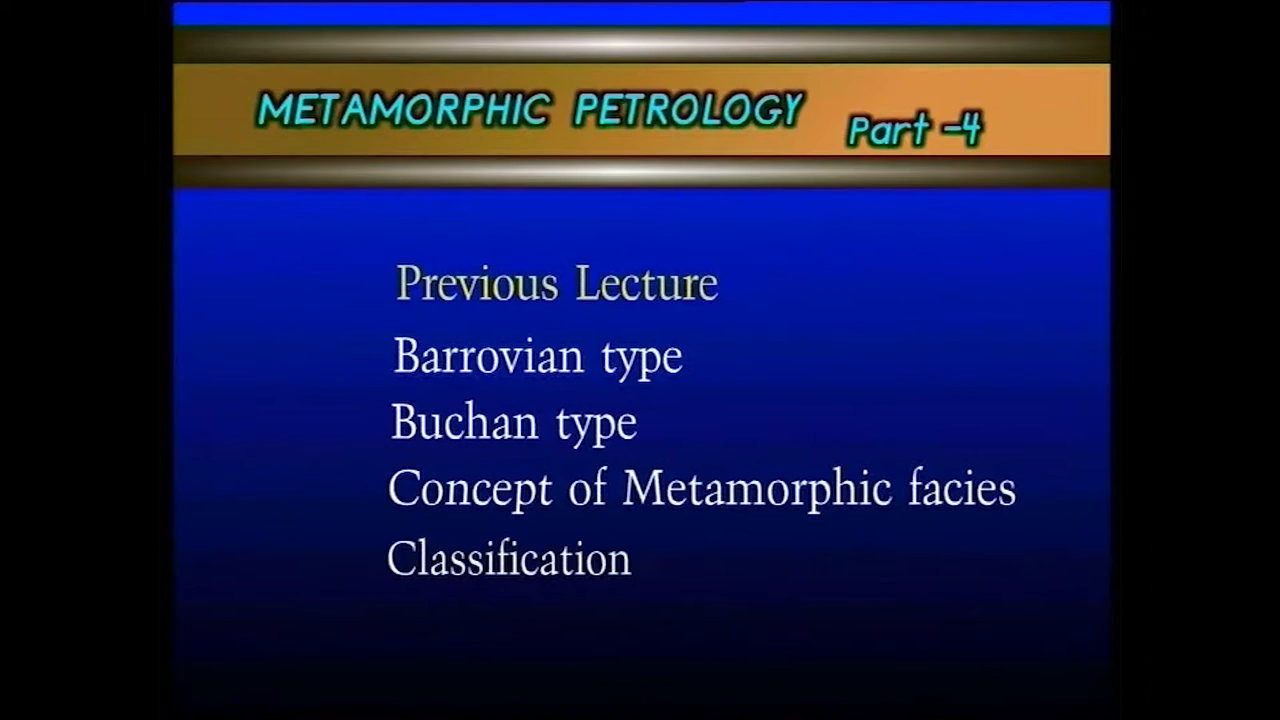 METAMORPHIC PETROLOGY Part -4
Previous Lecture
Barrovian type
Buchan type
Concept of Metamorphic facies
Classification